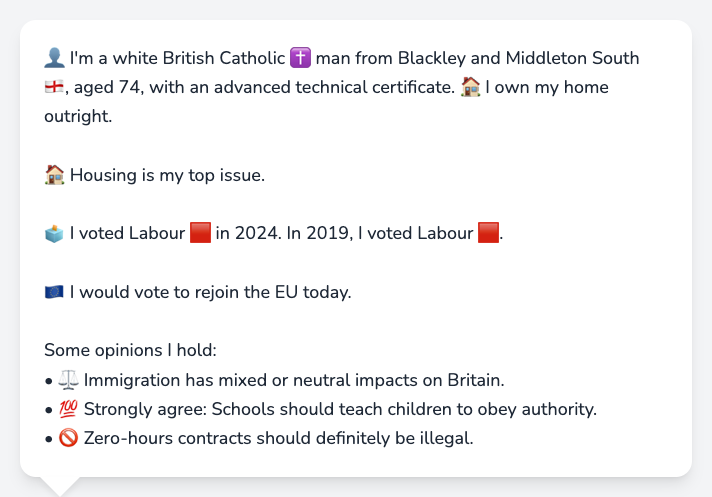 👤 I'm a white British Catholic ✝️ man from Blackley and Middleton South
🏴󠁧󠁢󠁥󠁮󠁧󠁿, aged 74, with an advanced technical certificate. 🏠 I own my home
outright.
🏠 Housing is my top issue.
🗳️ I voted Labour 🟥 in 2024. In 2019, I voted Labour 🟥.
🇪🇺 I would vote to rejoin the EU today.
Some opinions I hold:
• ⚖️ Immigration has mixed or neutral impacts on Britain.
• 💯 Strongly agree: Schools should teach children to obey authority.
• 🚫 Zero-hours contracts should definitely be illegal.